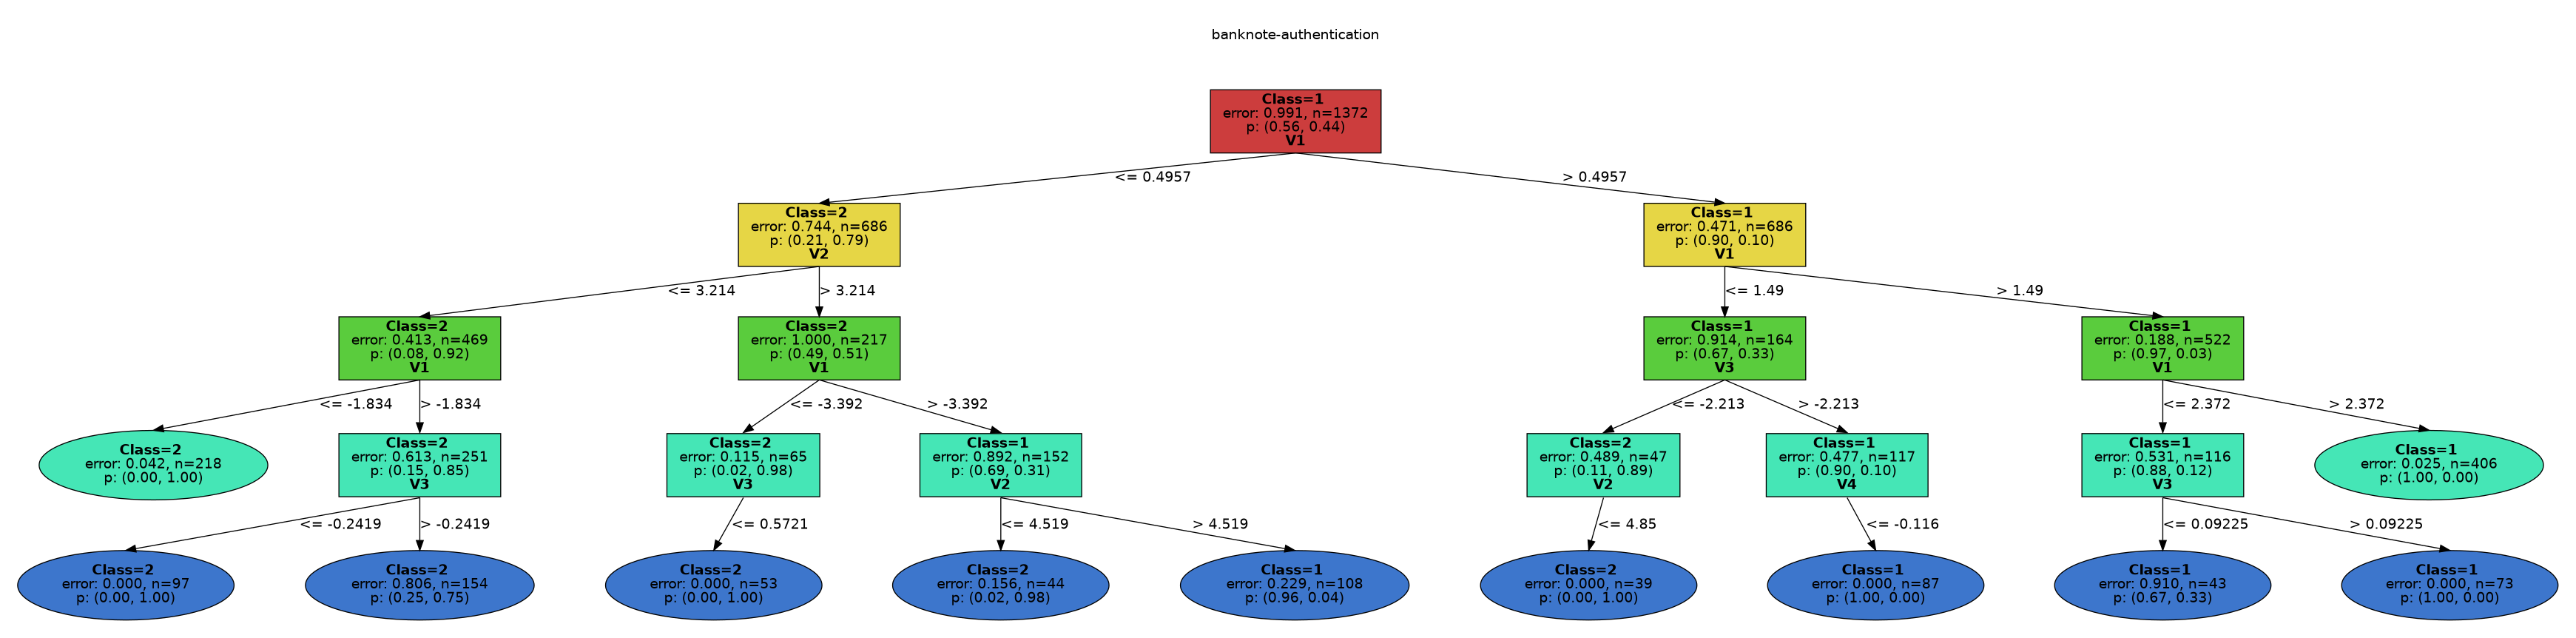 banknote-authentication
Class=1
error: 0.991, n=1372
p: (0.56, 0.44)
V1
<= 0.4957
> 0.4957
Class=2
error: 0.744, n=686
p: (0.21, 0.79)
V2
Class=1
error: 0.471, n=686
p: (0.90, 0.10)
V1
<= 3.214
> 3.214
<= 1.49
> 1.49
Class=2
error: 0.413, n=469
p: (0.08, 0.92)
V1
Class=2
error: 1.000, n=217
p: (0.49, 0.51)
V1
Class=1
error: 0.914, n=164
p: (0.67, 0.33)
V3
Class=1
error: 0.188, n=522
p: (0.97, 0.03)
V1
<= -1.834
> -1.834
<= -3.392
> -3.392
<= -2.213
> -2.213
<= 2.372
> 2.372
Class=2
error: 0.042, n=218
p: (0.00, 1.00)
Class=2
error: 0.613, n=251
p: (0.15, 0.85)
V3
Class=2
error: 0.115, n=65
p: (0.02, 0.98)
V3
Class=1
error: 0.892, n=152
p: (0.69, 0.31)
V2
Class=2
error: 0.489, n=47
p: (0.11, 0.89)
V2
Class=1
error: 0.477, n=117
p: (0.90, 0.10)
V4
Class=1
error: 0.531, n=116
p: (0.88, 0.12)
V3
Class=1
error: 0.025, n=406
p: (1.00, 0.00)
<= -0.2419
> -0.2419
<= 0.5721
<= 4.519
> 4.519
<= 4.85
<= -0.116
<= 0.09225
> 0.09225
Class=2
error: 0.000, n=97
p: (0.00, 1.00)
Class=2
error: 0.806, n=154
p: (0.25, 0.75)
Class=2
error: 0.000, n=53
p: (0.00, 1.00)
Class=2
error: 0.156, n=44
p: (0.02, 0.98)
Class=1
error: 0.229, n=108
p: (0.96, 0.04)
Class=2
error: 0.000, n=39
p: (0.00, 1.00)
Class=1
error: 0.000, n=87
p: (1.00, 0.00)
Class=1
error: 0.910, n=43
p: (0.67, 0.33)
Class=1
error: 0.000, n=73
p: (1.00, 0.00)